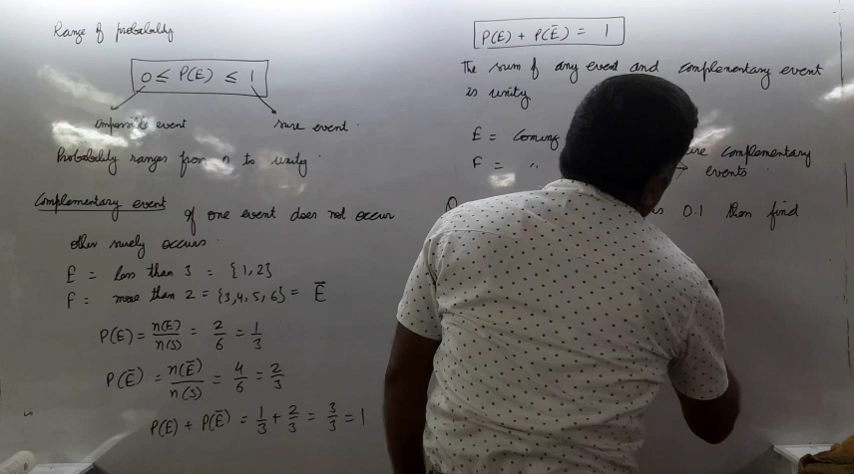 Range of probability
0 ≤ P(E) ≤ 1
impossible event
sure event
Probability ranges from 0 to unity
Complementary event
If one event does not occur
other surely occurs
E = less than 3 = {1,2}
F = more than 2 = {3,4,5,6} = Ē
P(E) = n(E)/n(S) = 2/6 = 1/3
P(Ē) = n(Ē)/n(S) = 4/6 = 2/3
P(E) + P(Ē) = 1/3 + 2/3 = 3/3 = 1
P(E) + P(Ē) = 1
The sum of any event and complementary event
is unity.
E = Coming
F = "
complementary
events
0.1 then find